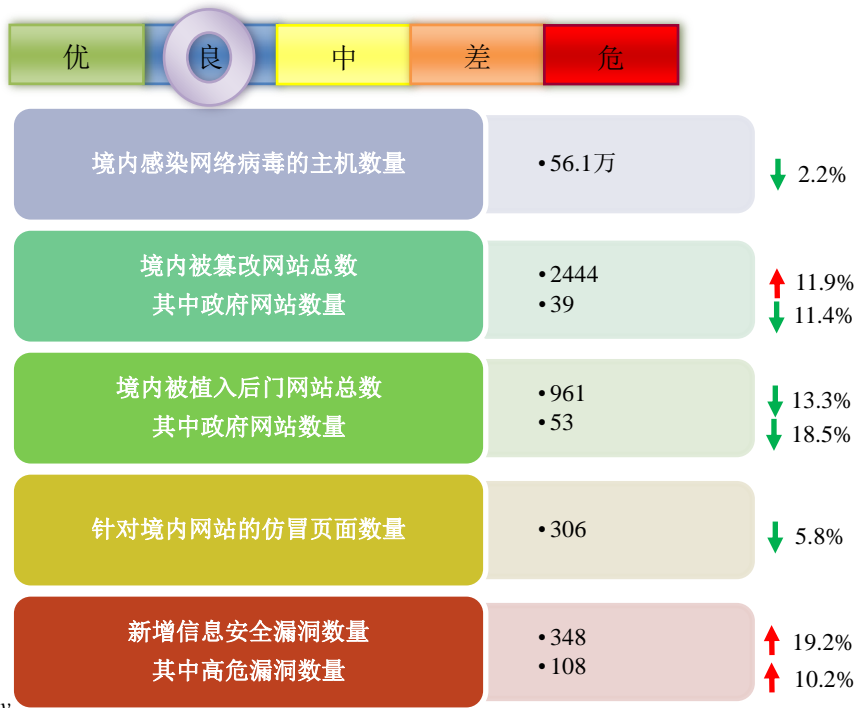 优 良 中 差 危
境内感染网络病毒的主机数量
•56.1万
2.2%
境内被篡改网站总数
其中政府网站数量
•2444
•39
11.9%
11.4%
境内被植入后门网站总数
其中政府网站数量
•961
•53
13.3%
18.5%
针对境内网站的仿冒页面数量
•306
5.8%
新增信息安全漏洞数量
其中高危漏洞数量
•348
•108
19.2%
10.2%